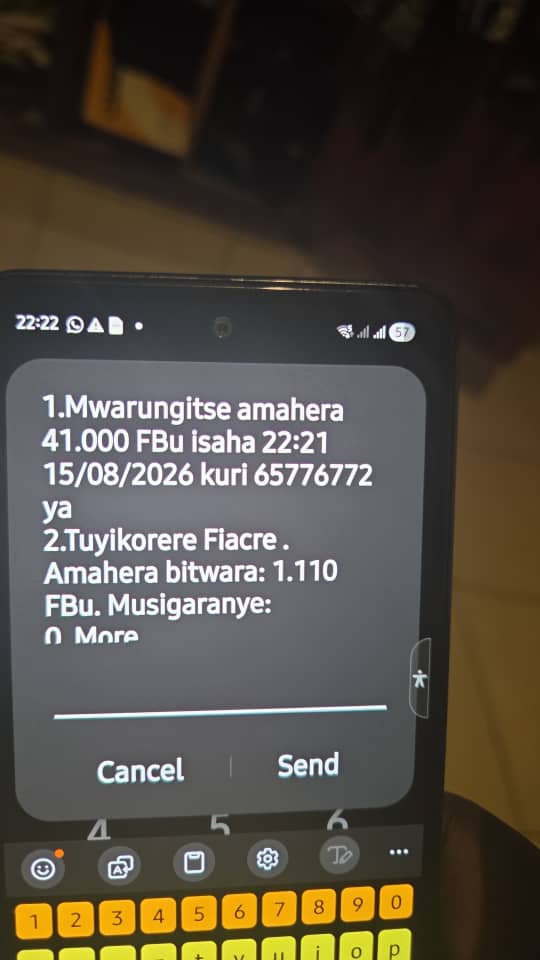 22:22
57
1.Mwarungitse amahera
41.000 FBu isaha 22:21
15/08/2026 kuri 65776772
ya
2.Tuyikorere Fiacre .
Amahera bitwara: 1.110
FBu. Musigaranye:
0. More
Cancel | Send
4 5 6
1 2 3 4 5 6 7 8 9 0
t y u i o p